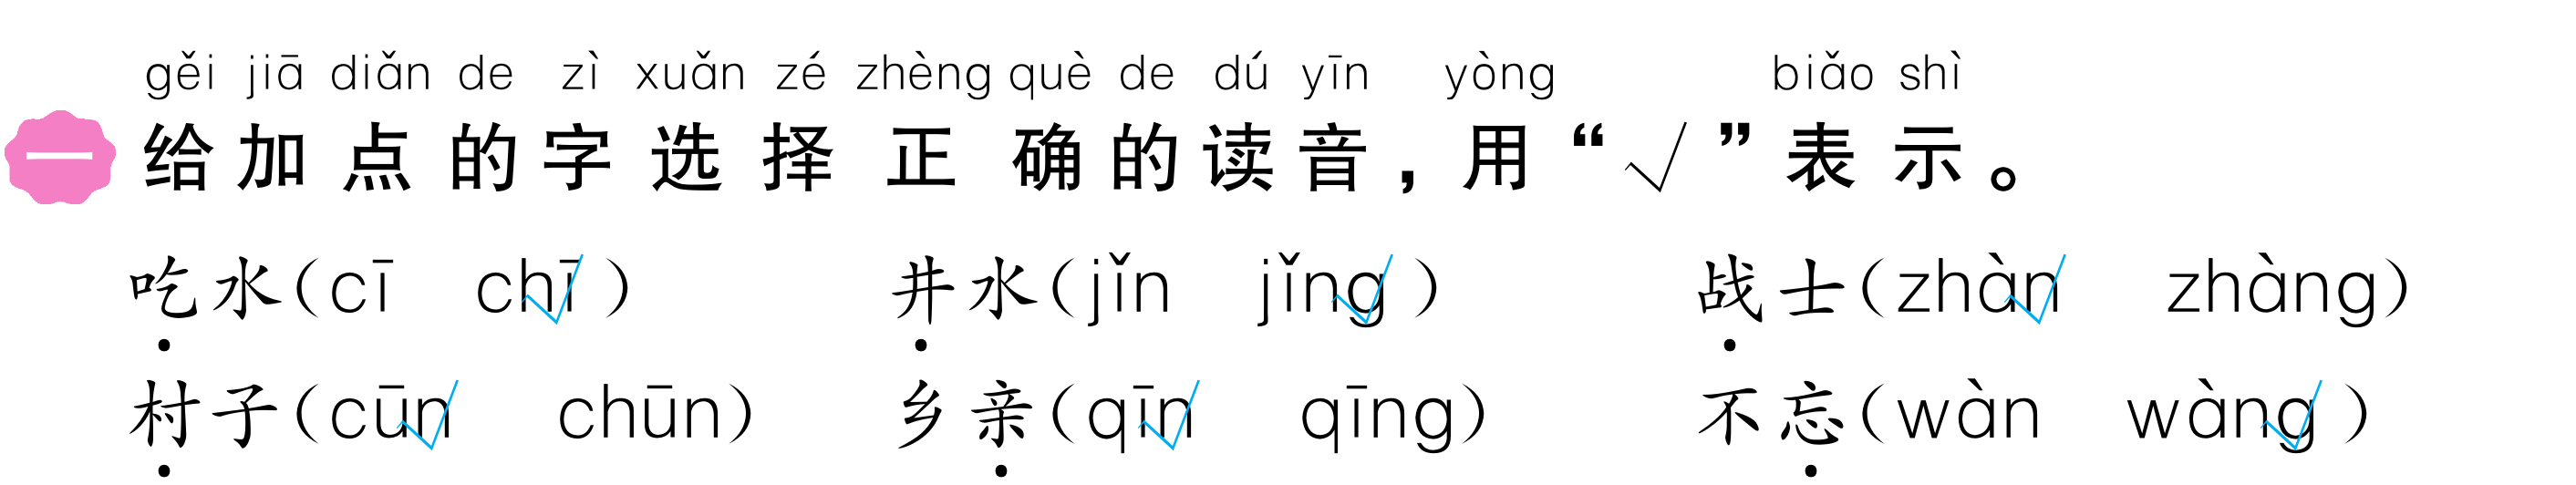 gěi jiā diǎn de zì xuǎn zé zhèng què de dú yīn yòng biǎo shì
一 给加点的字选择正确的读音，用“√”表示。
吃水(cī chī√) 井水(jǐn jǐng√) 战士(zhàn√ zhàng)
村子(cūn√ chūn) 乡亲(qīn√ qīng) 不忘(wàn wàng√)